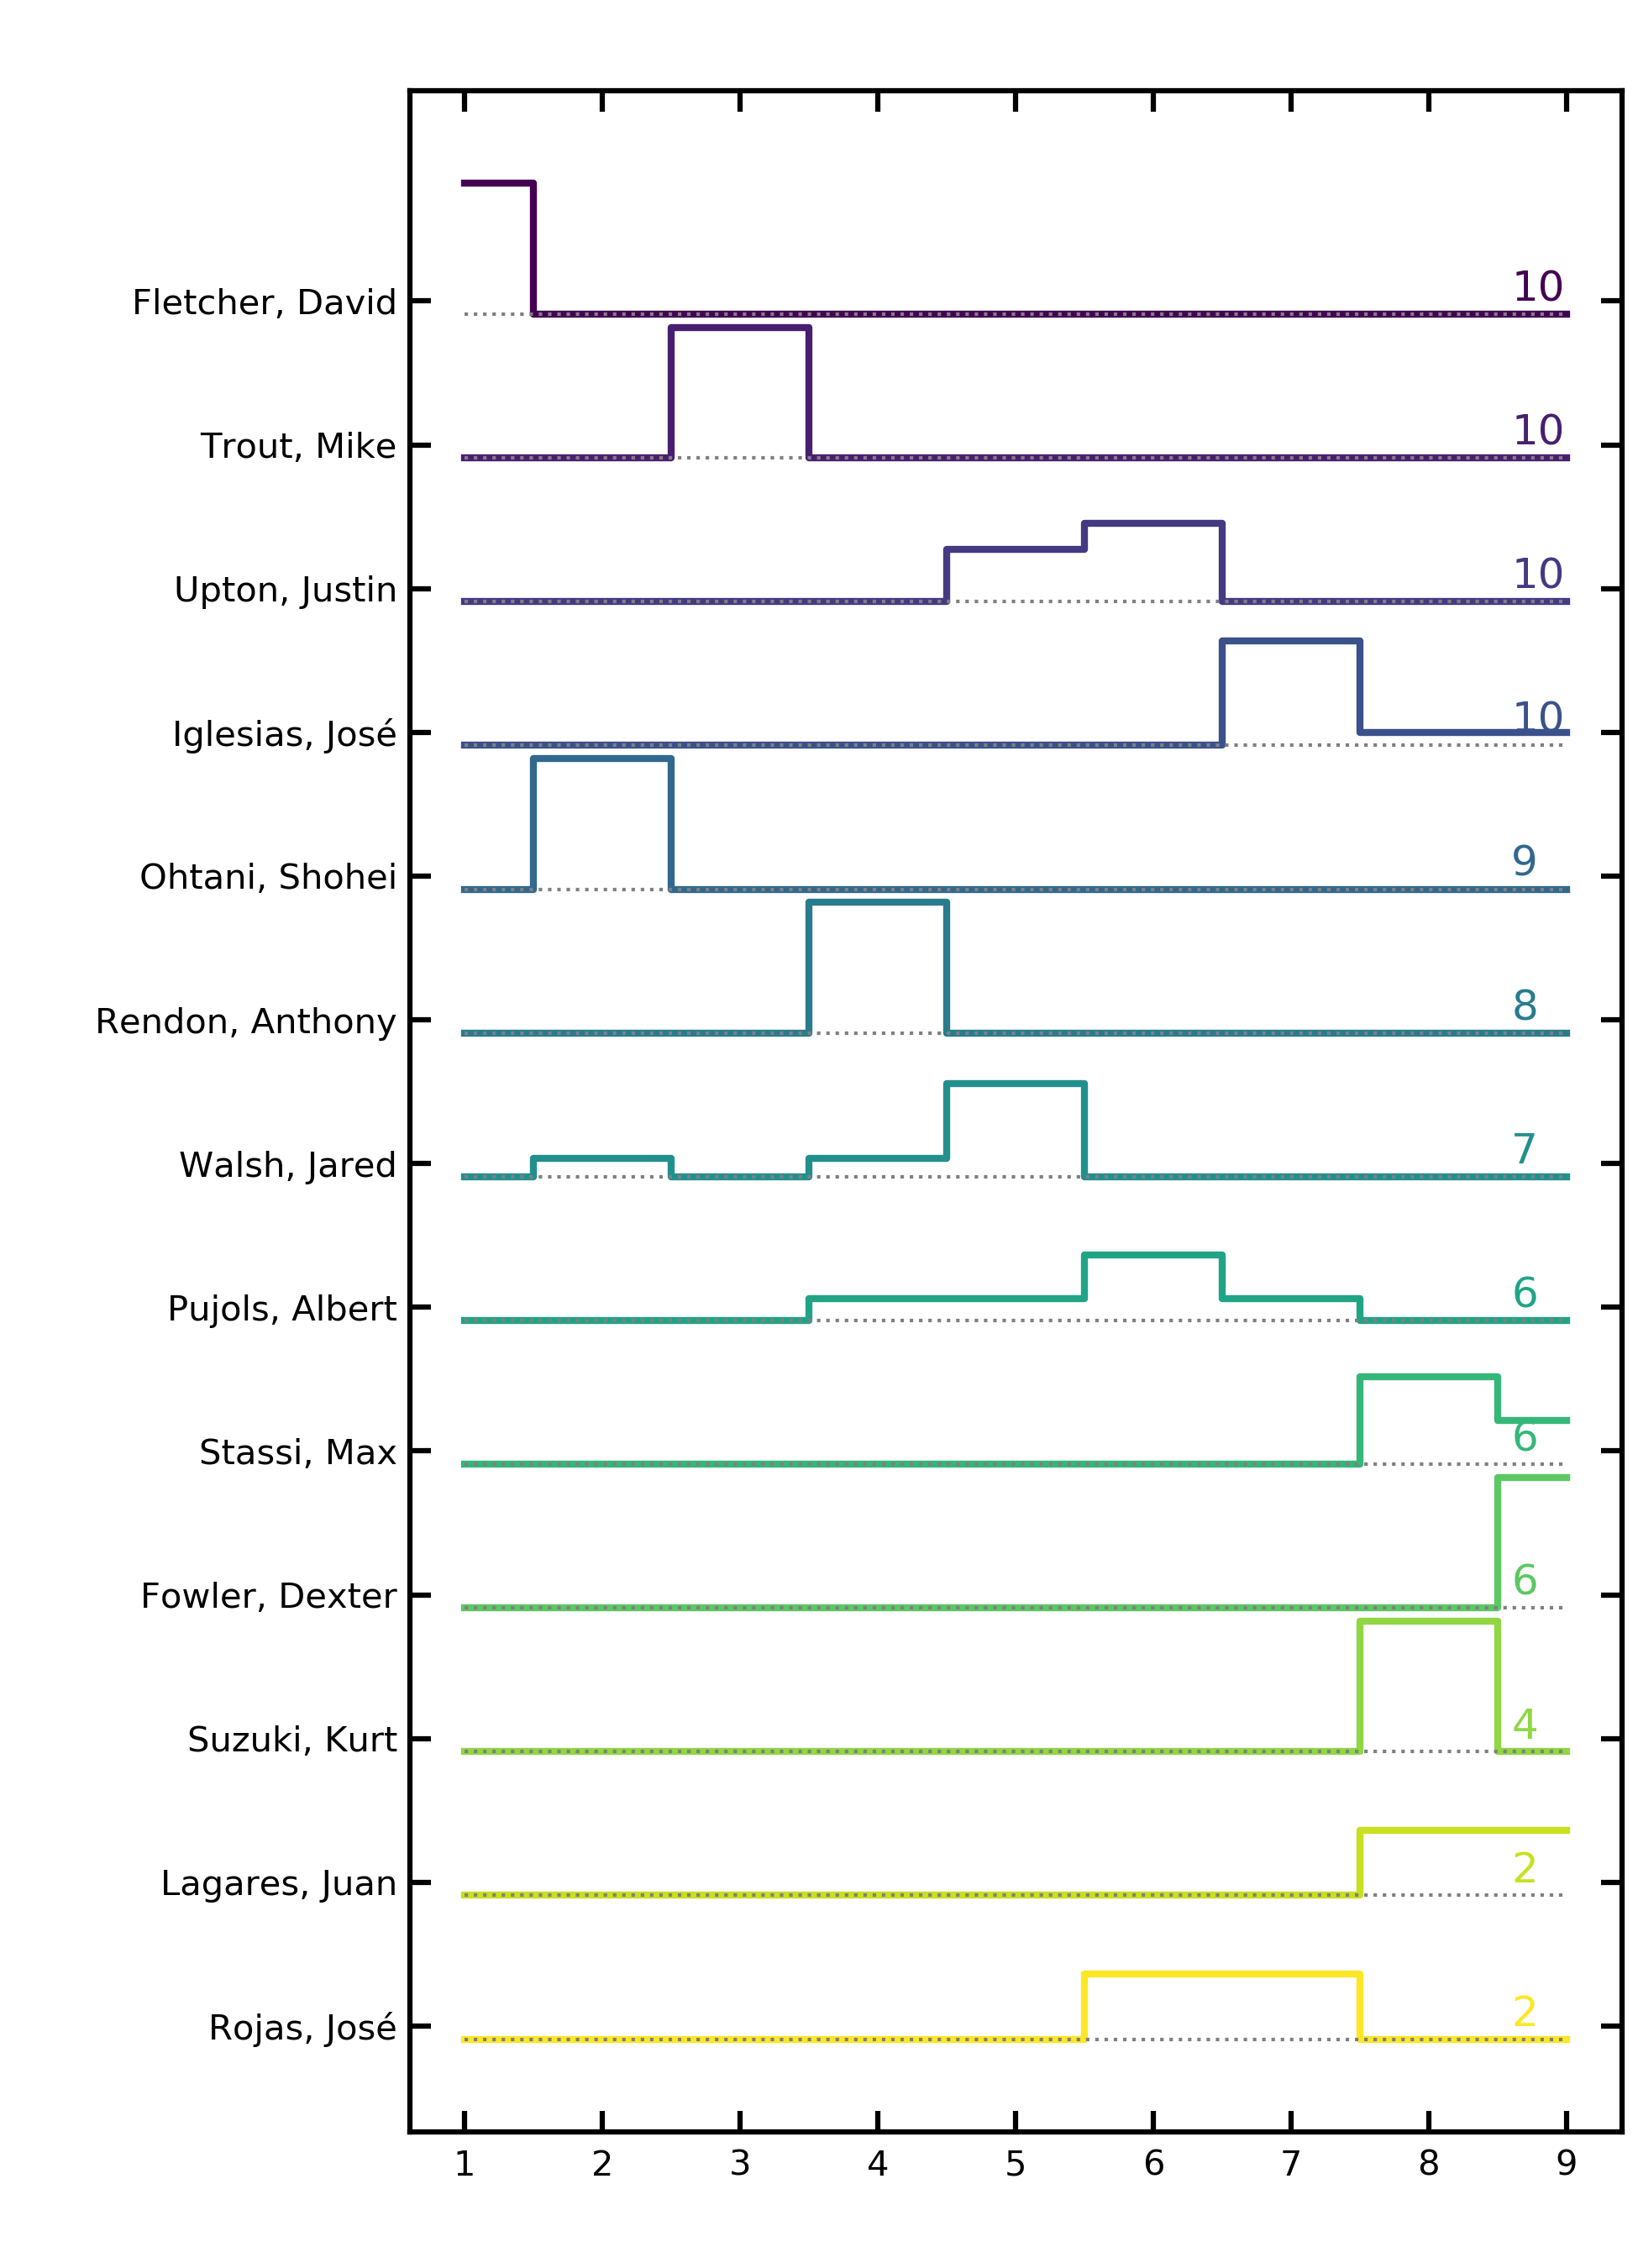 Fletcher, David 10
Trout, Mike 10
Upton, Justin 10
Iglesias, José 10
Ohtani, Shohei 9
Rendon, Anthony 8
Walsh, Jared 7
Pujols, Albert 6
Stassi, Max 6
Fowler, Dexter 6
Suzuki, Kurt 4
Lagares, Juan 2
Rojas, José 2
1 2 3 4 5 6 7 8 9